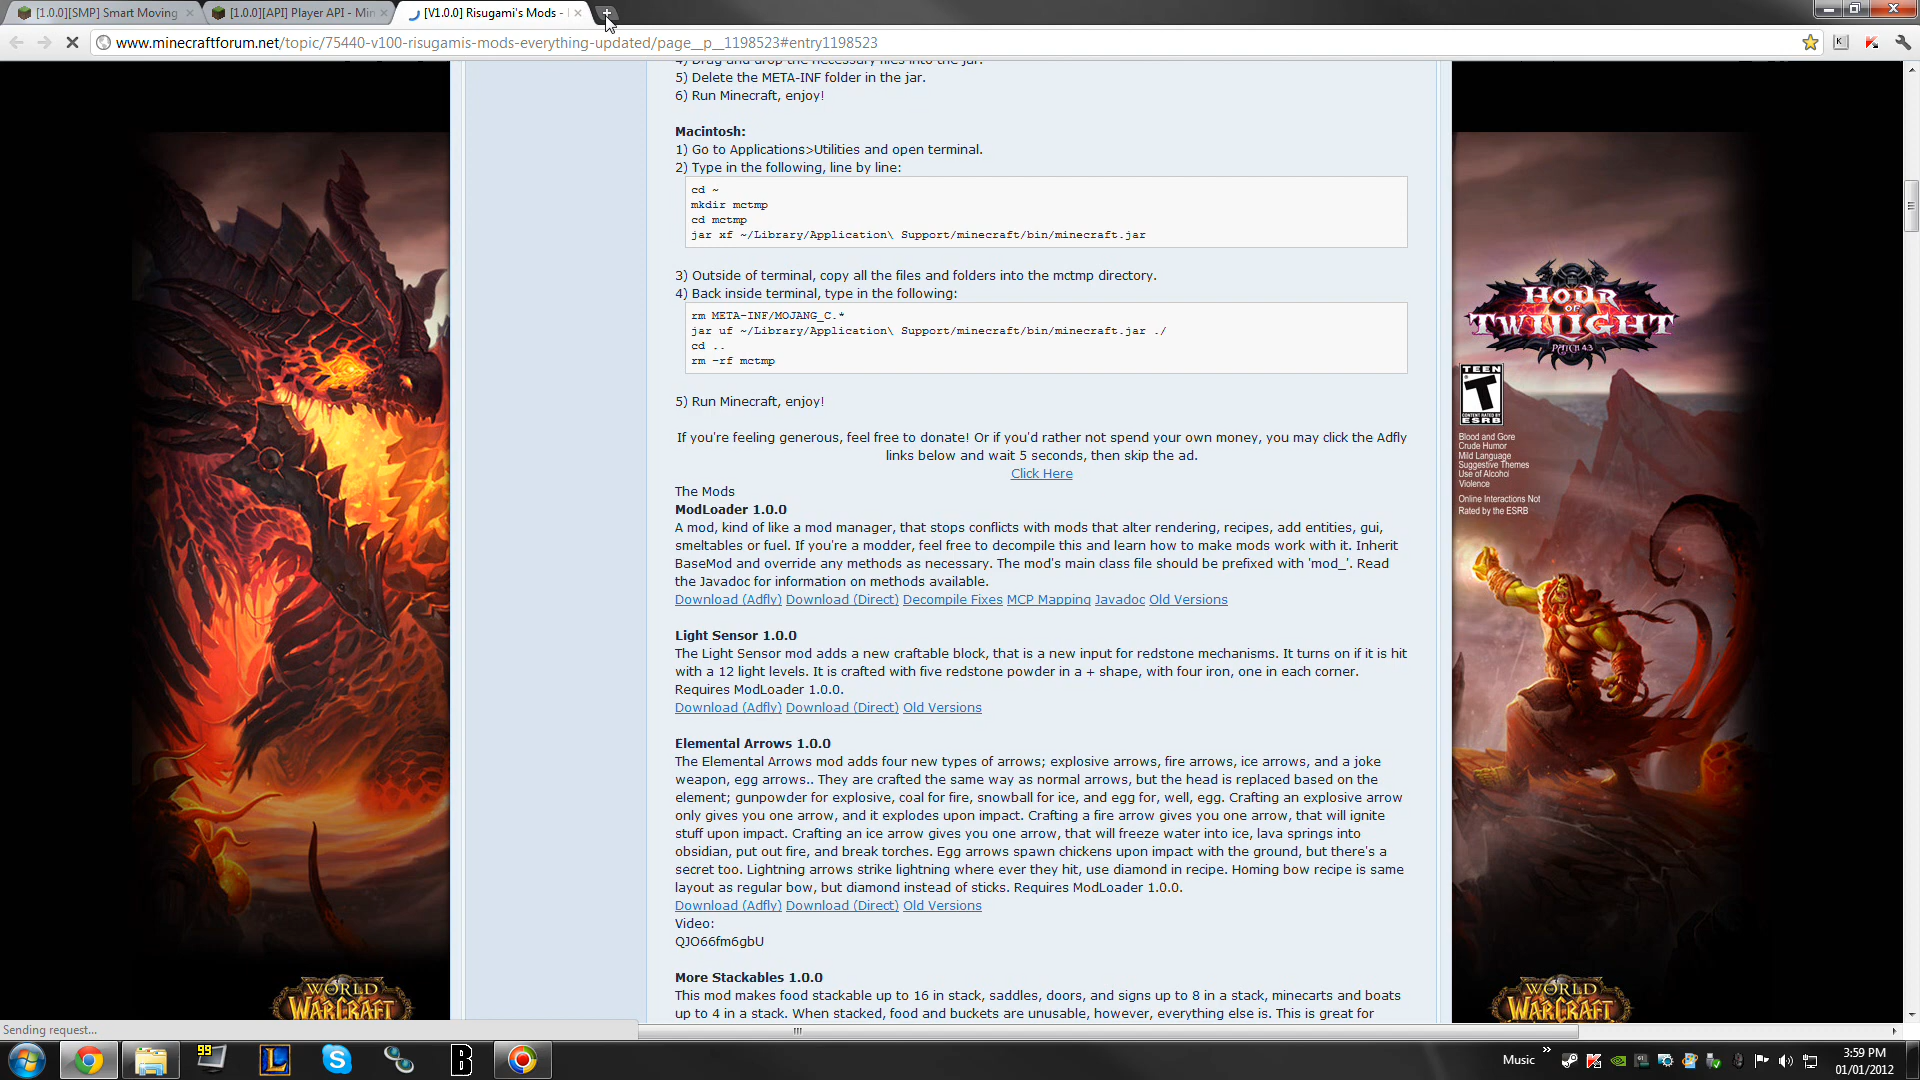 [1.0.0][SMP] Smart Moving
[1.0.0][API] Player API - Min
[V1.0.0] Risugami's Mods -
www.minecraftforum.net/topic/75440-v100-risugamis-mods-everything-updated/page__p__1198523#entry1198523
4) Drag and drop the necessary files into the jar.
5) Delete the META-INF folder in the jar.
6) Run Minecraft, enjoy!
Macintosh:
1) Go to Applications>Utilities and open terminal.
2) Type in the following, line by line:
cd ~
mkdir mctmp
cd mctmp
jar xf ~/Library/Application\ Support/minecraft/bin/minecraft.jar
3) Outside of terminal, copy all the files and folders into the mctmp directory.
4) Back inside terminal, type in the following:
rm META-INF/MOJANG_C.*
jar uf ~/Library/Application\ Support/minecraft/bin/minecraft.jar ./
cd ..
rm -rf mctmp
5) Run Minecraft, enjoy!
If you're feeling generous, feel free to donate! Or if you'd rather not spend your own money, you may click the Adfly
links below and wait 5 seconds, then skip the ad.
Click Here
The Mods
ModLoader 1.0.0
A mod, kind of like a mod manager, that stops conflicts with mods that alter rendering, recipes, add entities, gui,
smeltables or fuel. If you're a modder, feel free to decompile this and learn how to make mods work with it. Inherit
BaseMod and override any methods as necessary. The mod's main class file should be prefixed with 'mod_'. Read
the Javadoc for information on methods available.
Download (Adfly) Download (Direct) Decompile Fixes MCP Mapping Javadoc Old Versions
Light Sensor 1.0.0
The Light Sensor mod adds a new craftable block, that is a new input for redstone mechanisms. It turns on if it is hit
with a 12 light levels. It is crafted with five redstone powder in a + shape, with four iron, one in each corner.
Requires ModLoader 1.0.0.
Download (Adfly) Download (Direct) Old Versions
Elemental Arrows 1.0.0
The Elemental Arrows mod adds four new types of arrows; explosive arrows, fire arrows, ice arrows, and a joke
weapon, egg arrows.. They are crafted the same way as normal arrows, but the head is replaced based on the
element; gunpowder for explosive, coal for fire, snowball for ice, and egg for, well, egg. Crafting an explosive arrow
only gives you one arrow, and it explodes upon impact. Crafting a fire arrow gives you one arrow, that will ignite
stuff upon impact. Crafting an ice arrow gives you one arrow, that will freeze water into ice, lava springs into
obsidian, put out fire, and break torches. Egg arrows spawn chickens upon impact with the ground, but there's a
secret too. Lightning arrows strike lightning where ever they hit, use diamond in recipe. Homing bow recipe is same
layout as regular bow, but diamond instead of sticks. Requires ModLoader 1.0.0.
Download (Adfly) Download (Direct) Old Versions
Video:
QJO66fm6gbU
More Stackables 1.0.0
This mod makes food stackable up to 16 in stack, saddles, doors, and signs up to 8 in a stack, minecarts and boats
up to 4 in a stack. When stacked, food and buckets are unusable, however, everything else is. This is great for
HOUR
OF
TWILIGHT
PATCH 4.3
TEEN
T
CONTENT RATED BY
ESRB
Blood and Gore
Crude Humor
Mild Language
Suggestive Themes
Use of Alcohol
Violence
Online Interactions Not
Rated by the ESRB
WORLD
OF
WARCRAFT
WORLD
OF
WARCRAFT
Sending request...
99
L
S
B
Music
3:59 PM
01/01/2012